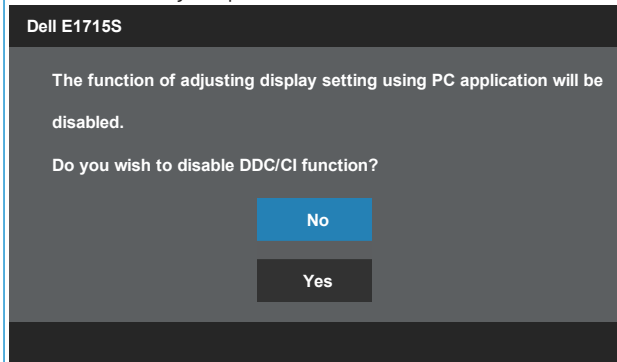 Dell E1715S
The function of adjusting display setting using PC application will be
disabled.
Do you wish to disable DDC/CI function?
No
Yes